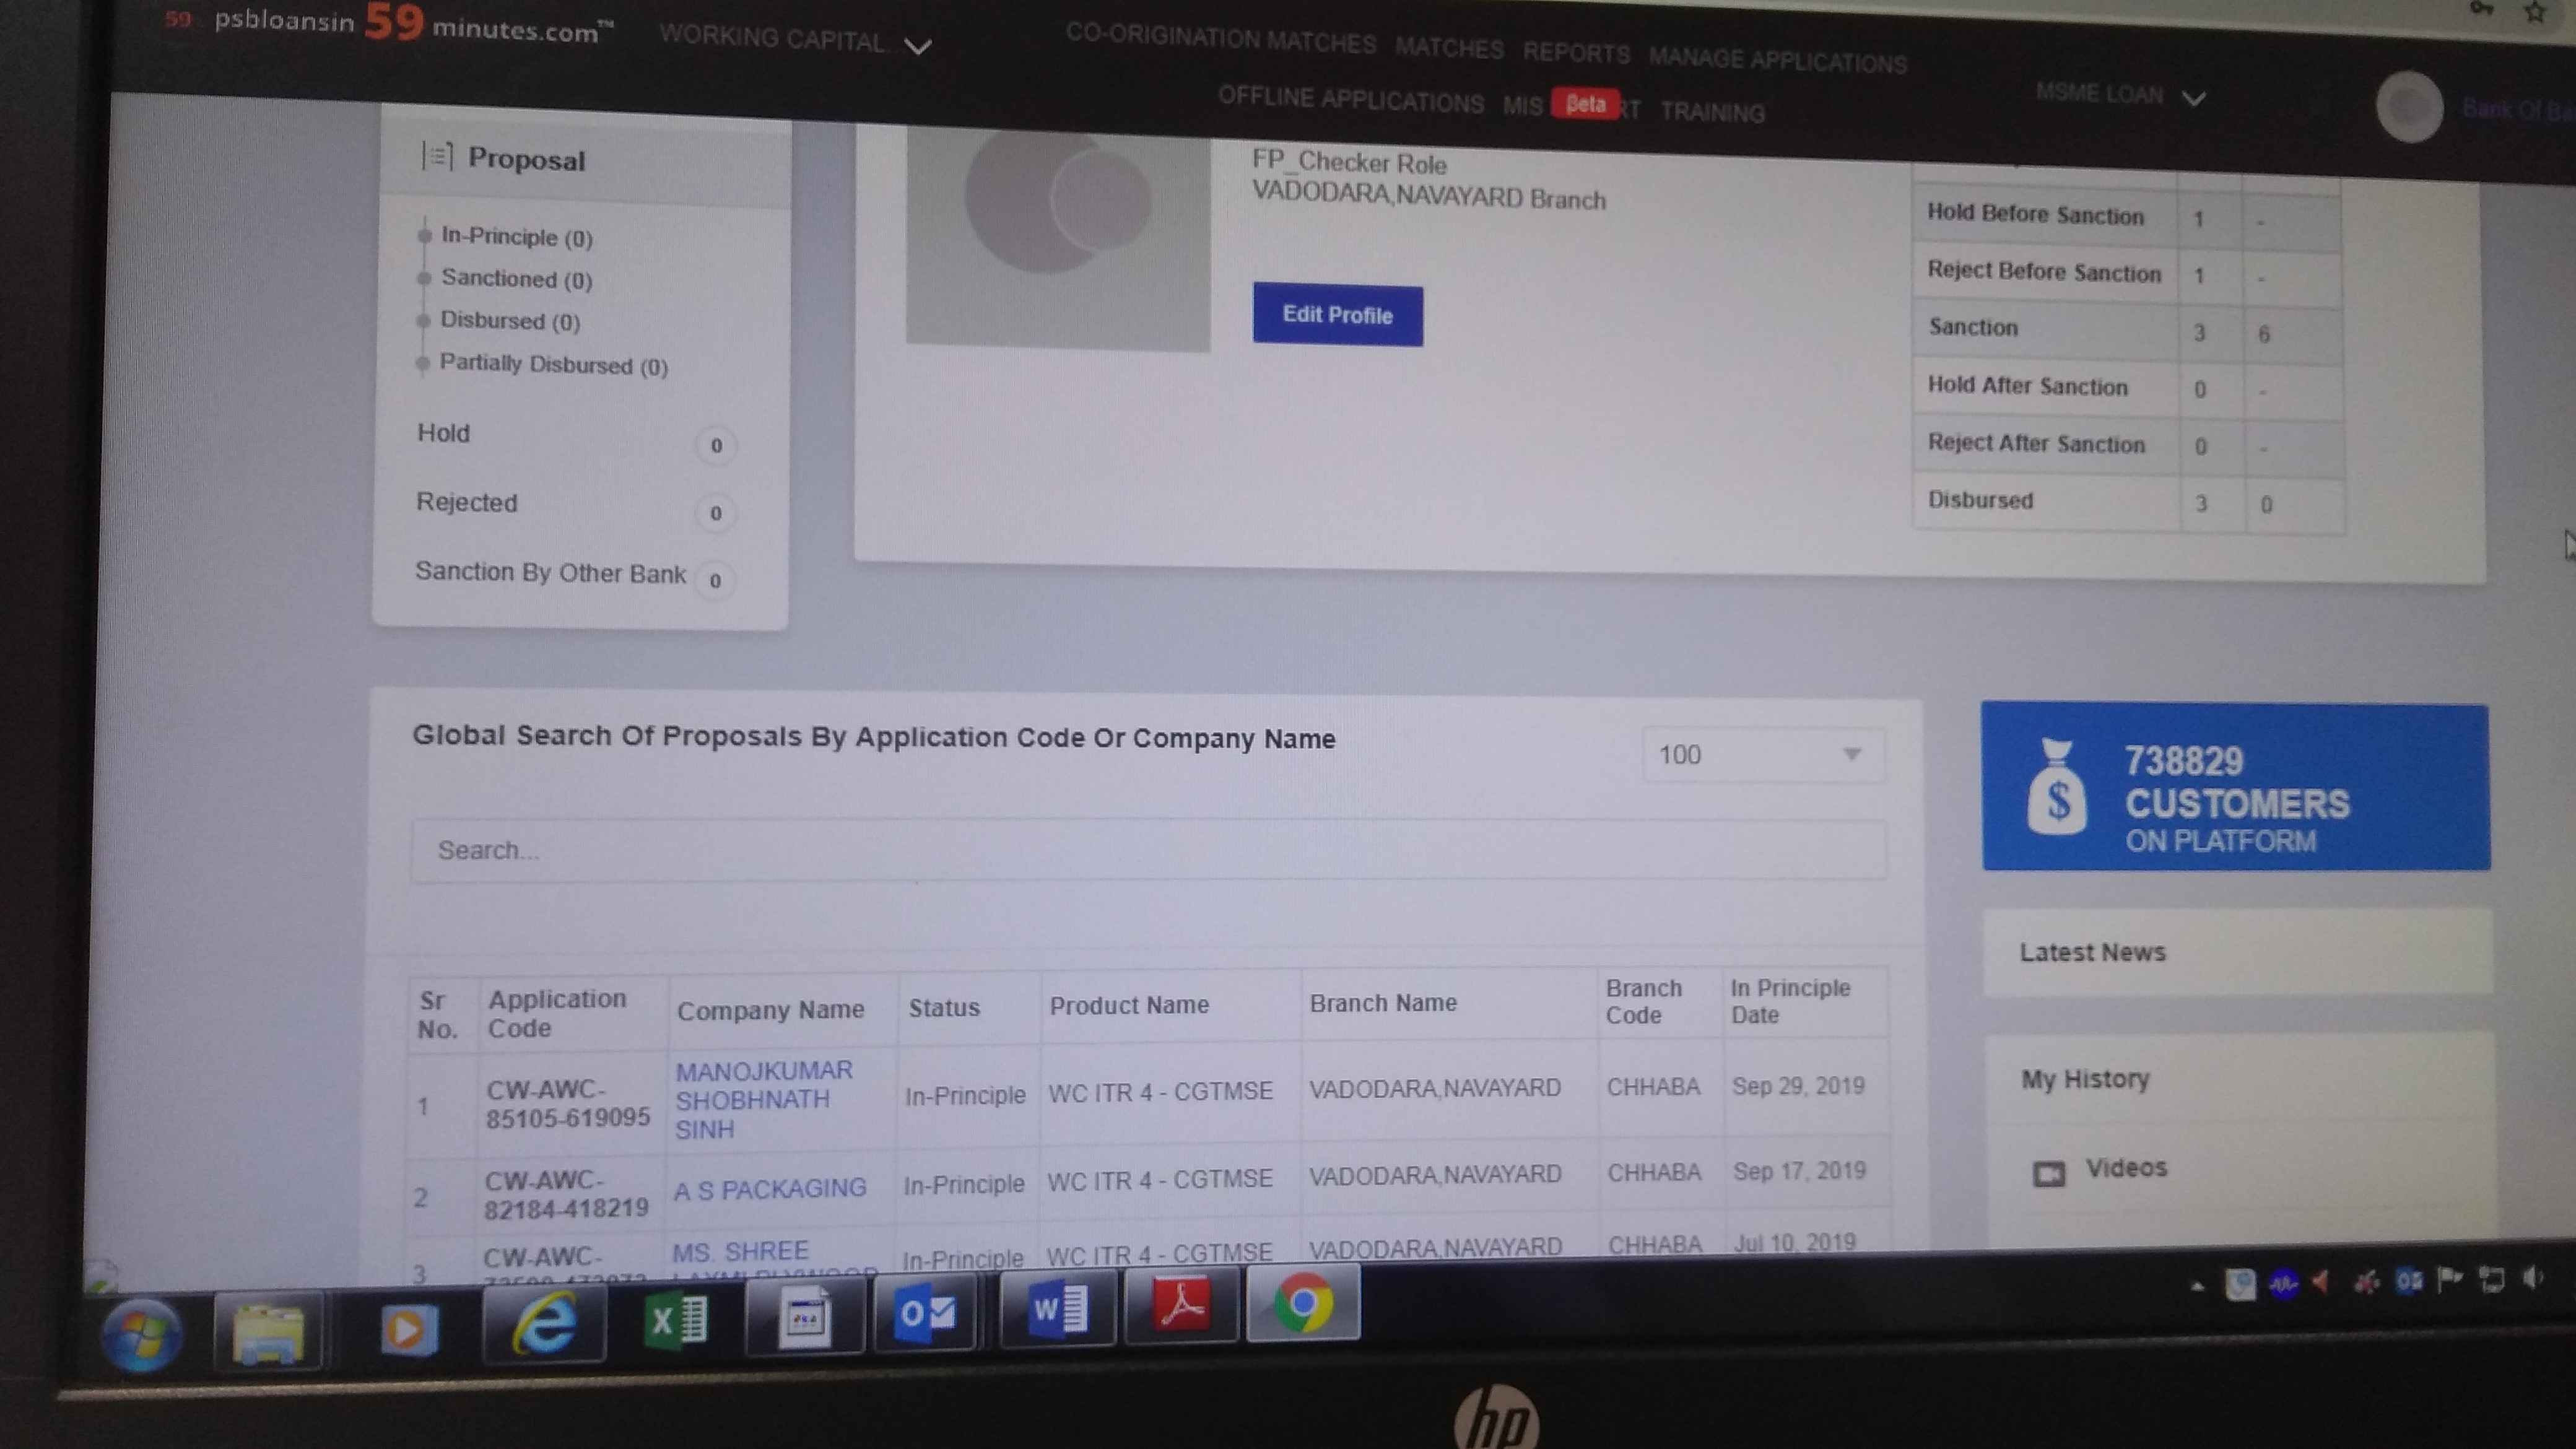 59 psbloansin 59 minutes.com™
WORKING CAPITAL
CO-ORIGINATION MATCHES MATCHES REPORTS MANAGE APPLICATIONS
OFFLINE APPLICATIONS MIS βeta RT TRAINING
MSME LOAN
Bank Of Ba
Proposal
In-Principle (0)
Sanctioned (0)
Disbursed (0)
Partially Disbursed (0)
Hold 0
Rejected 0
Sanction By Other Bank 0
FP_Checker Role
VADODARA,NAVAYARD Branch
Edit Profile
Hold Before Sanction 1 -
Reject Before Sanction 1 -
Sanction 3 6
Hold After Sanction 0 -
Reject After Sanction 0 -
Disbursed 3 0
Global Search Of Proposals By Application Code Or Company Name
100
Search...
738829
CUSTOMERS
ON PLATFORM
Latest News
My History
Videos
Sr No. Application Code Company Name Status Product Name Branch Name Branch Code In Principle Date
1 CW-AWC-85105-619095 MANOJKUMAR SHOBHNATH SINH In-Principle WC ITR 4 - CGTMSE VADODARA,NAVAYARD CHHABA Sep 29, 2019
2 CW-AWC-82184-418219 A S PACKAGING In-Principle WC ITR 4 - CGTMSE VADODARA,NAVAYARD CHHABA Sep 17, 2019
3 CW-AWC- MS. SHREE In-Principle WC ITR 4 - CGTMSE VADODARA,NAVAYARD CHHABA Jul 10, 2019
hp